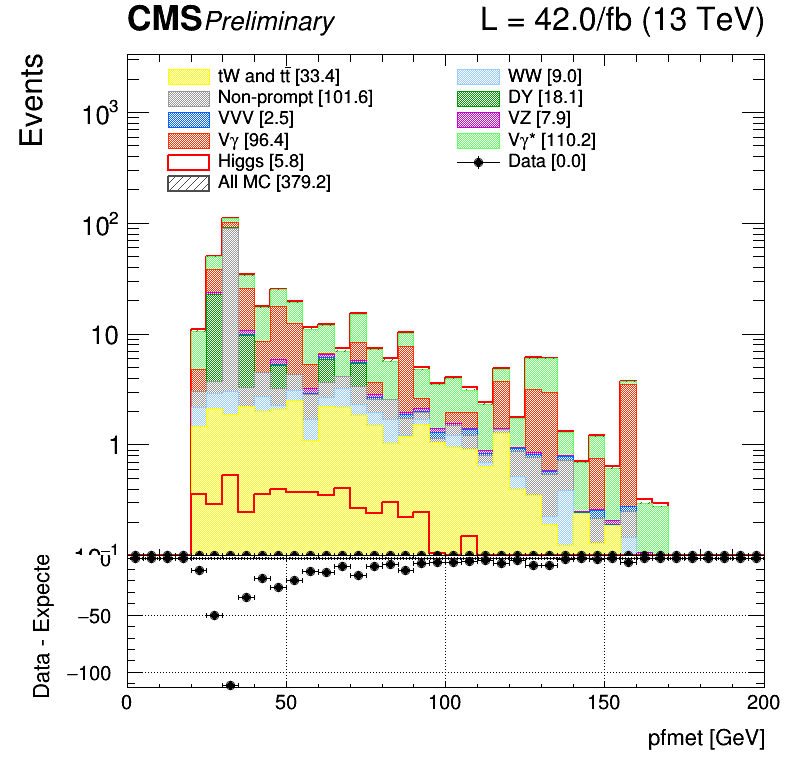 CMS Preliminary L = 42.0/fb (13 TeV)
Events
tW and tt̄ [33.4] WW [9.0]
Non-prompt [101.6] DY [18.1]
VVV [2.5] VZ [7.9]
Vγ [96.4] Vγ* [110.2]
Higgs [5.8] Data [0.0]
All MC [379.2]
10³
10²
10
1
10⁻¹
0
−50
−100
Data - Expecte
0 50 100 150 200
pfmet [GeV]